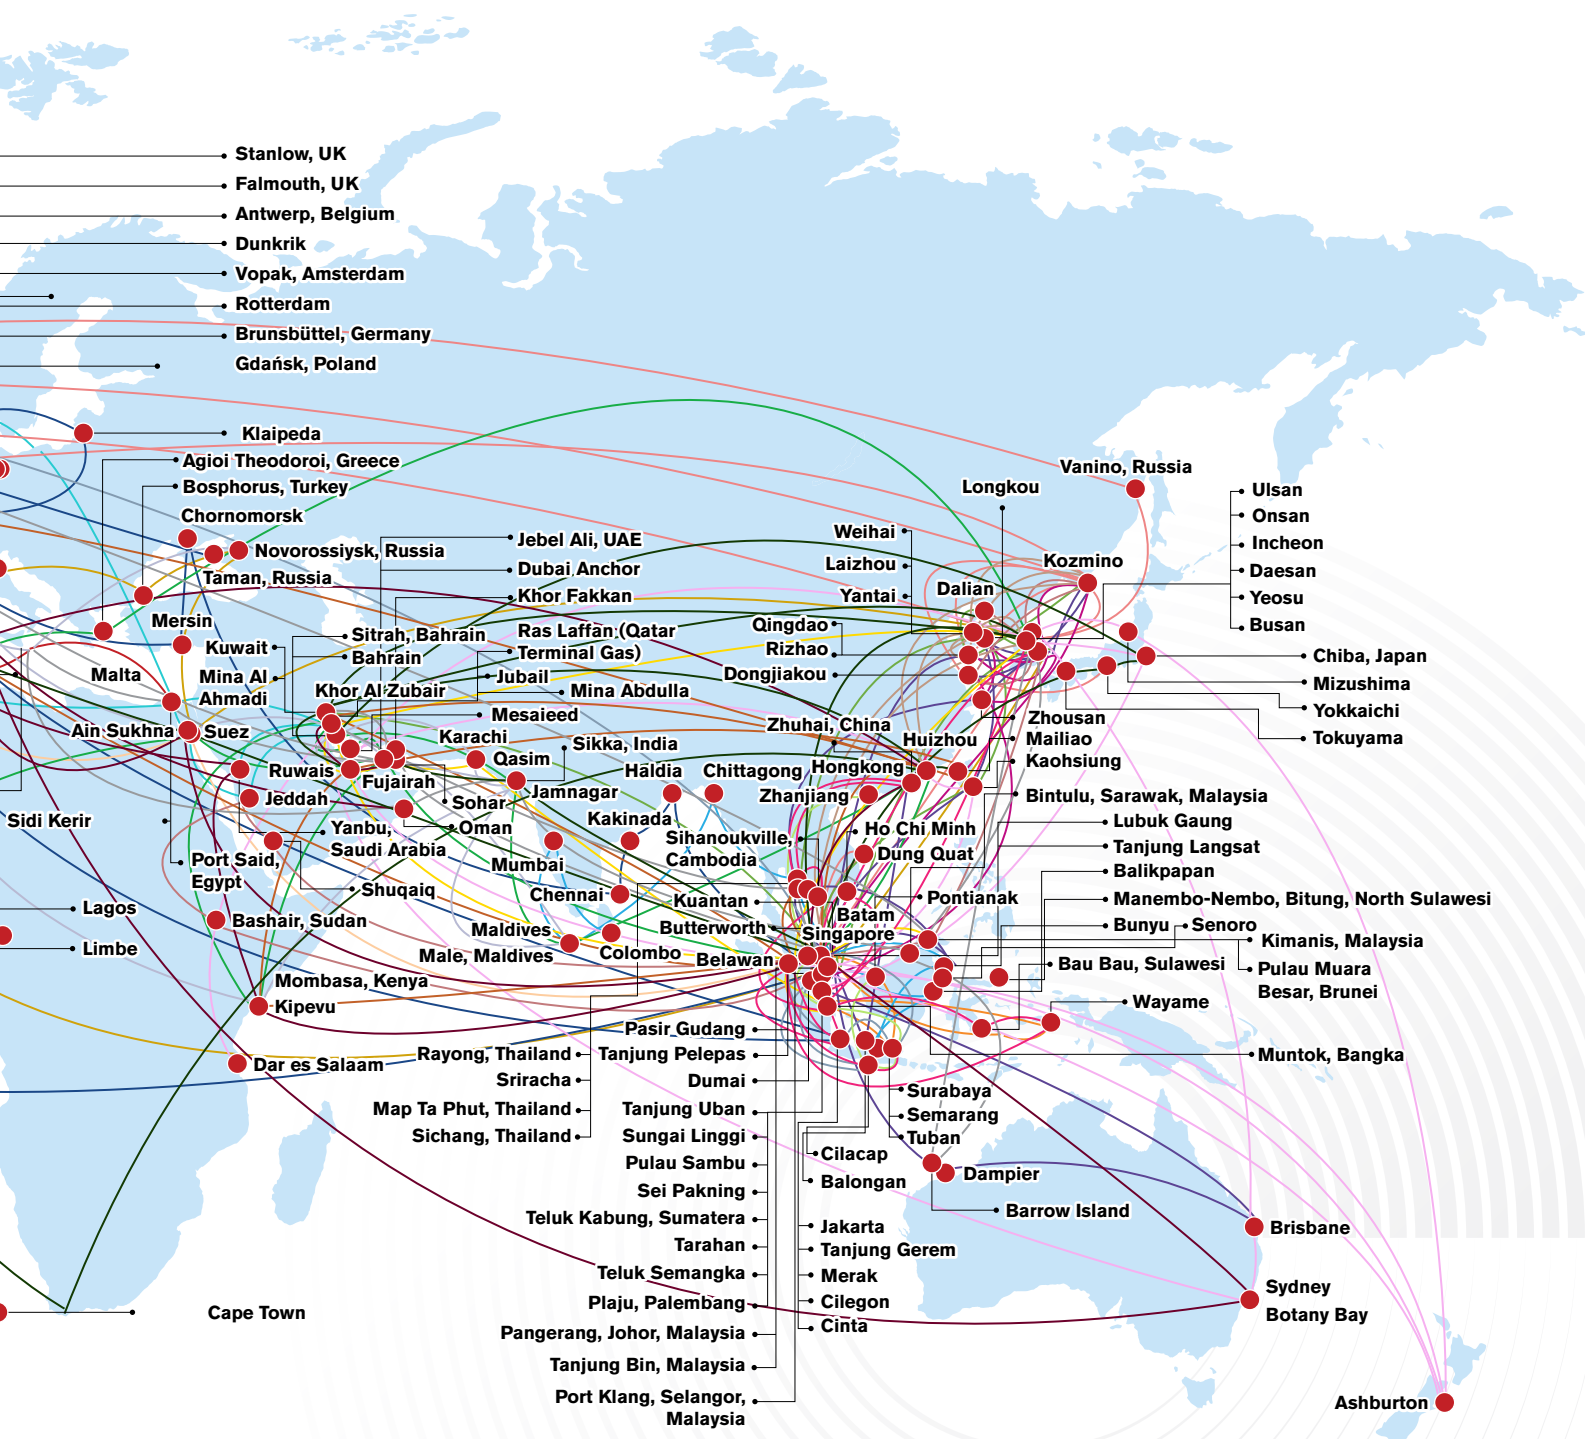 Stanlow, UK
Falmouth, UK
Antwerp, Belgium
Dunkrik
Vopak, Amsterdam
Rotterdam
Brunsbüttel, Germany
Gdańsk, Poland
Klaipeda
Agioi Theodoroi, Greece
Bosphorus, Turkey
Chornomorsk
Novorossiysk, Russia
Taman, Russia
Mersin
Malta
Kuwait
Mina Al
Ahmadi
Sitrah, Bahrain
Bahrain
Khor Al Zubair
Jebel Ali, UAE
Dubai Anchor
Khor Fakkan
Ras Laffan (Qatar
Terminal Gas)
Jubail
Mina Abdulla
Mesaieed
Ain Sukhna
Suez
Karachi
Qasim
Sikka, India
Ruwais
Fujairah
Jamnagar
Jeddah
Sohar
Oman
Sidi Kerir
Yanbu,
Saudi Arabia
Port Said,
Egypt
Shuqaiq
Mumbai
Haldia
Chittagong
Kakinada
Chennai
Lagos
Limbe
Bashair, Sudan
Maldives
Male, Maldives
Colombo
Mombasa, Kenya
Kipevu
Dar es Salaam
Cape Town
Vanino, Russia
Longkou
Weihai
Laizhou
Yantai
Kozmino
Dalian
Qingdao
Rizhao
Dongjiakou
Ulsan
Onsan
Incheon
Daesan
Yeosu
Busan
Chiba, Japan
Mizushima
Yokkaichi
Tokuyama
Zhousan
Mailiao
Kaohsiung
Zhuhai, China
Huizhou
Hongkong
Zhanjiang
Bintulu, Sarawak, Malaysia
Lubuk Gaung
Tanjung Langsat
Balikpapan
Manembo-Nembo, Bitung, North Sulawesi
Bunyu
Senoro
Kimanis, Malaysia
Pulau Muara
Besar, Brunei
Bau Bau, Sulawesi
Wayame
Muntok, Bangka
Ho Chi Minh
Dung Quat
Sihanoukville,
Cambodia
Kuantan
Pontianak
Batam
Butterworth
Singapore
Belawan
Pasir Gudang
Rayong, Thailand
Sriracha
Map Ta Phut, Thailand
Sichang, Thailand
Tanjung Pelepas
Dumai
Tanjung Uban
Sungai Linggi
Pulau Sambu
Sei Pakning
Teluk Kabung, Sumatera
Tarahan
Teluk Semangka
Plaju, Palembang
Pangerang, Johor, Malaysia
Tanjung Bin, Malaysia
Port Klang, Selangor,
Malaysia
Surabaya
Semarang
Tuban
Cilacap
Balongan
Jakarta
Tanjung Gerem
Merak
Cilegon
Cinta
Dampier
Barrow Island
Brisbane
Sydney
Botany Bay
Ashburton